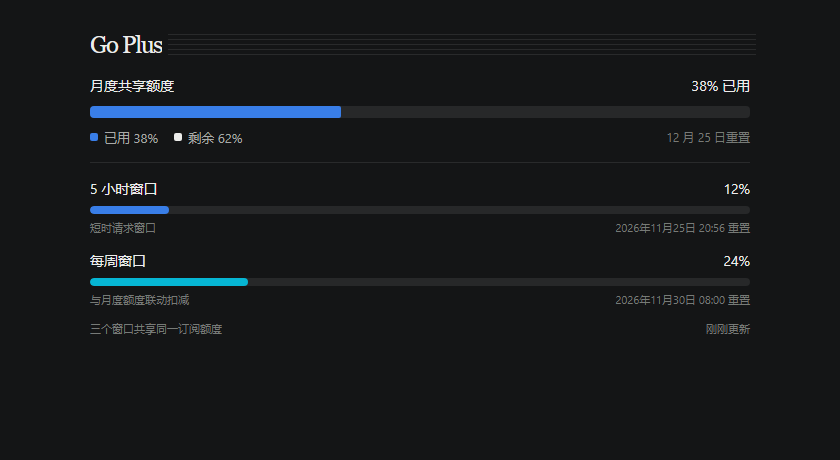 Go Plus
月度共享额度 38% 已用
已用 38% 剩余 62% 12 月 25 日重置
5 小时窗口 12%
短时请求窗口 2026年11月25日 20:56 重置
每周窗口 24%
与月度额度联动扣减 2026年11月30日 08:00 重置
三个窗口共享同一订阅额度 刚刚更新